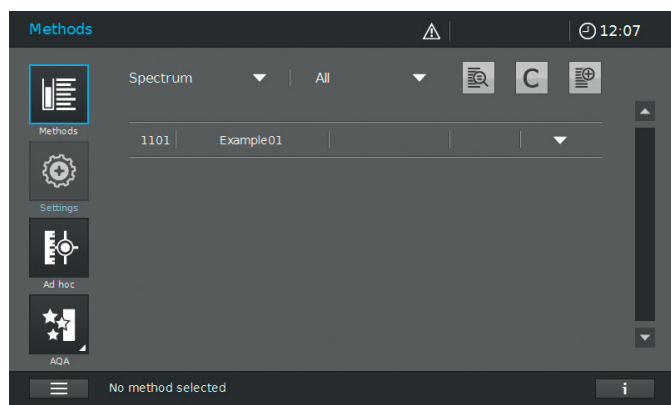 Methods 12:07
Spectrum All C
Methods
1101 Example01
Settings
Ad hoc
AQA
No method selected i